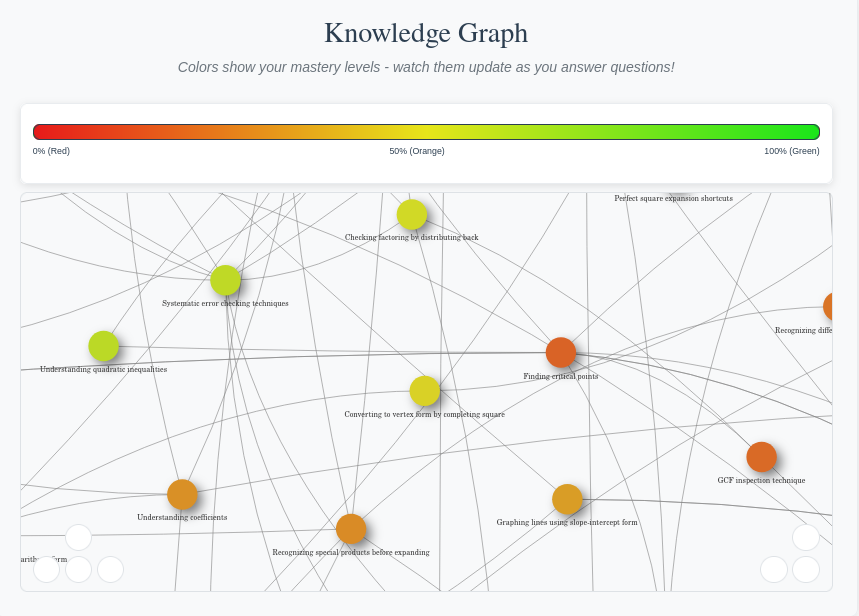 Knowledge Graph
Colors show your mastery levels - watch them update as you answer questions!
0% (Red)
50% (Orange)
100% (Green)
Perfect square expansion shortcuts
Checking factoring by distributing back
Systematic error checking techniques
Recognizing diffe
Understanding quadratic inequalities
Finding critical points
Converting to vertex form by completing square
GCF inspection technique
Understanding coefficients
Graphing lines using slope-intercept form
Recognizing special products before expanding